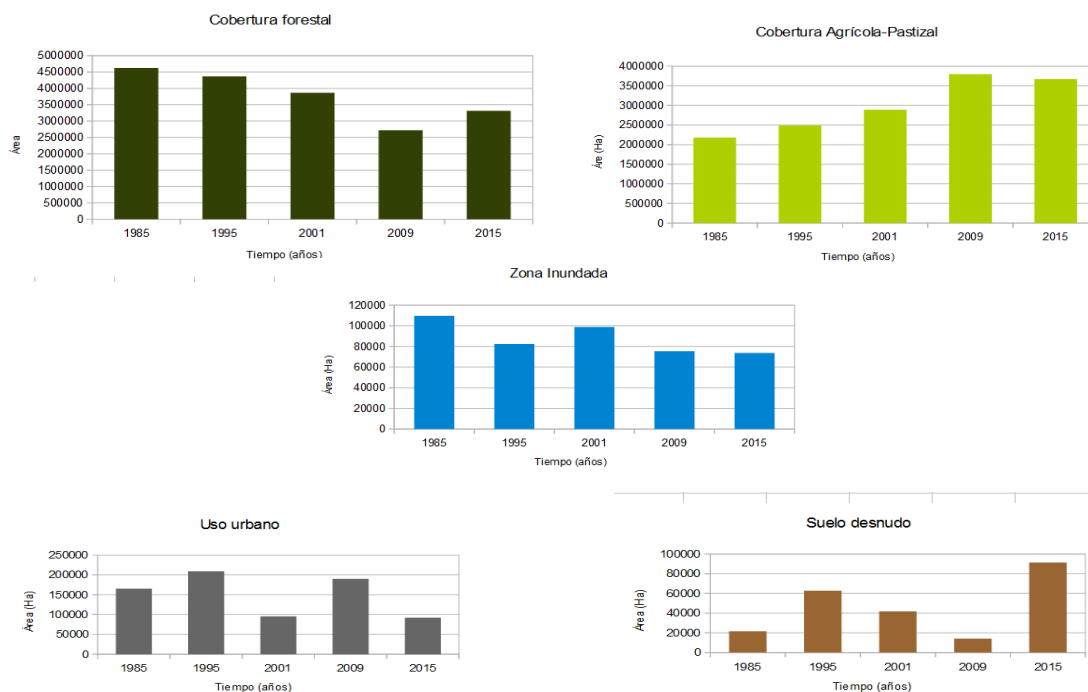 Cobertura forestal
5000000
4500000
4000000
3500000
3000000
2500000
2000000
1500000
1000000
500000
0
Área
1985 1995 2001 2009 2015
Tiempo (años)
Cobertura Agrícola-Pastizal
4000000
3500000
3000000
2500000
2000000
1500000
1000000
500000
0
Áre (Ha)
1985 1995 2001 2009 2015
Tiempo (años)
Zona Inundada
120000
100000
80000
60000
40000
20000
0
Área (Ha)
1985 1995 2001 2009 2015
Tiempo (años)
Uso urbano
250000
200000
150000
100000
50000
0
Área (Ha)
1985 1995 2001 2009 2015
Tiempo (años)
Suelo desnudo
100000
80000
60000
40000
20000
0
Área (Ha)
1985 1995 2001 2009 2015
Tiempo (años)